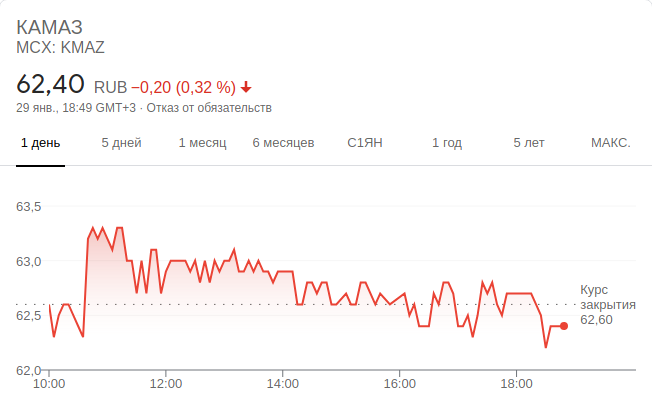 КАМАЗ
MCX: KMAZ
62,40 RUB −0,20 (0,32 %)
29 янв., 18:49 GMT+3 · Отказ от обязательств
1 день 5 дней 1 месяц 6 месяцев С1ЯН 1 год 5 лет МАКС.
63,5
63,0
62,5
62,0
Курс
закрытия
62,60
10:00 12:00 14:00 16:00 18:00